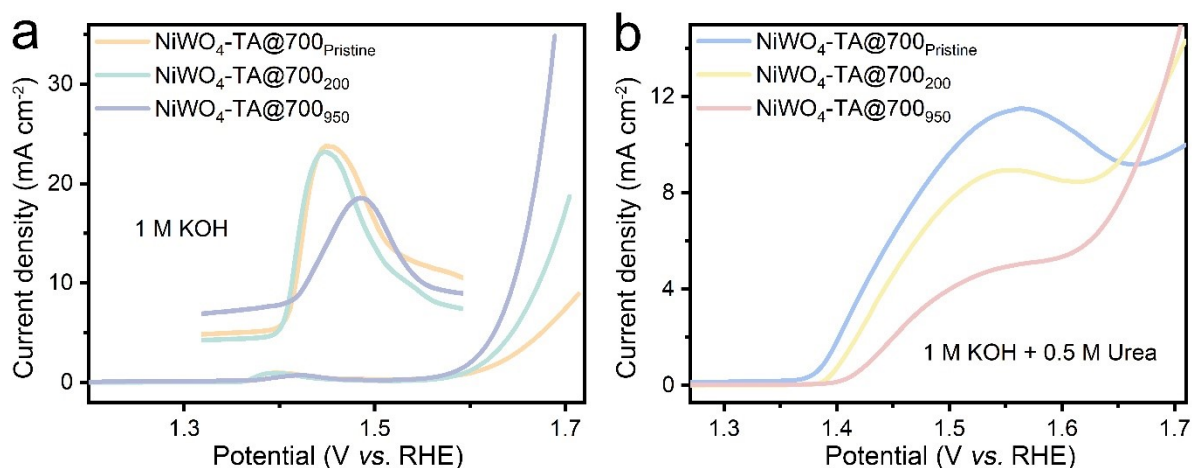 a
NiWO₄-TA@700Pristine
NiWO₄-TA@700₂₀₀
NiWO₄-TA@700₉₅₀
1 M KOH
Current density (mA cm⁻²)
30
20
10
0
1.3
1.5
1.7
Potential (V vs. RHE)
b
NiWO₄-TA@700Pristine
NiWO₄-TA@700₂₀₀
NiWO₄-TA@700₉₅₀
1 M KOH + 0.5 M Urea
Current density (mA cm⁻²)
12
8
4
0
1.3
1.4
1.5
1.6
1.7
Potential (V vs. RHE)